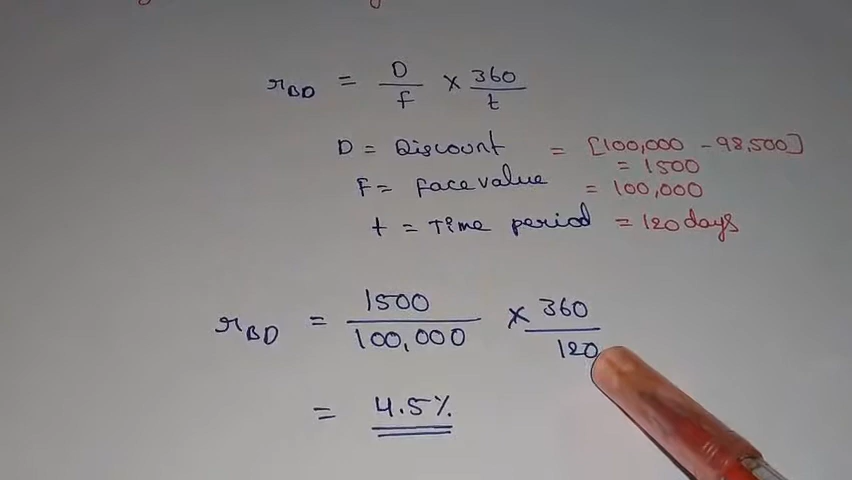 r_BD = D/F × 360/t
D = Discount = [100,000 - 98,500]
= 1500
F = face value = 100,000
t = Time period = 120 days
r_BD = 1500/100,000 × 360/120
= 4.5%